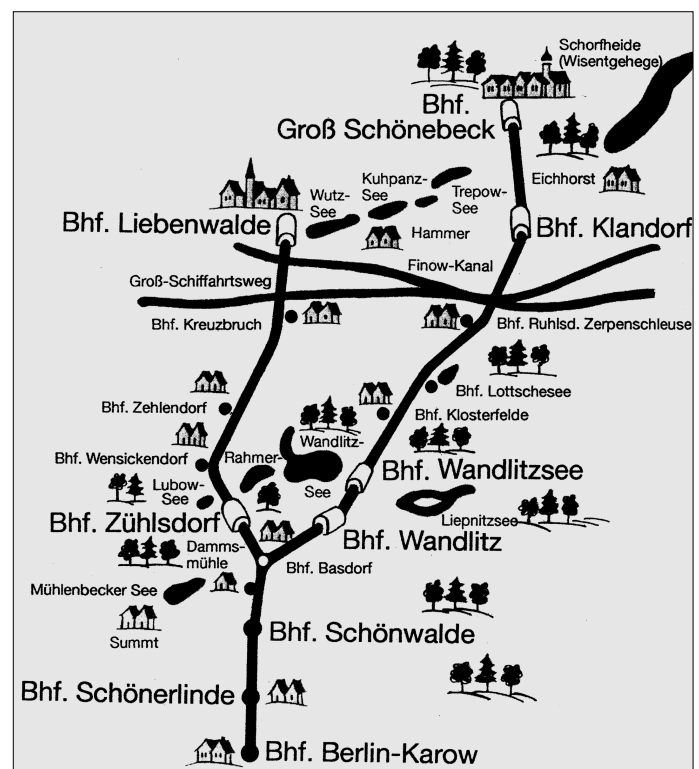 Schorfheide
(Wisentgehege)
Bhf.
Groß Schönebeck
Eichhorst
Kuhpanz-
See
Wutz-
See
Trepow-
See
Bhf. Liebenwalde
Hammer
Bhf. Klandorf
Finow-Kanal
Groß-Schiffahrtsweg
Bhf. Kreuzbruch
Bhf. Ruhlsd. Zerpenschleuse
Bhf. Lottschesee
Bhf. Zehlendorf
Bhf. Klosterfelde
Wandlitz-
See
Bhf. Wensickendorf
Rahmer-
Bhf. Wandlitzsee
Lubow-
See
Liepnitzsee
Bhf. Zühlsdorf
Bhf. Wandlitz
Damms-
mühle
Bhf. Basdorf
Mühlenbecker See
Summt
Bhf. Schönwalde
Bhf. Schönerlinde
Bhf. Berlin-Karow